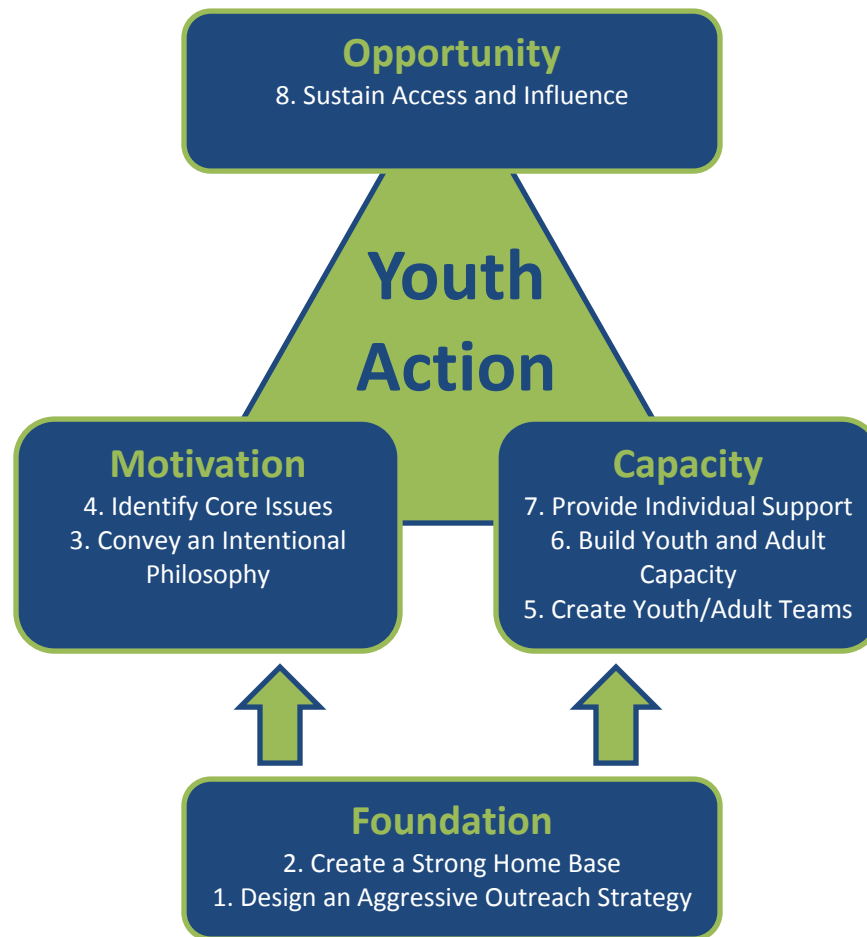 Opportunity
8. Sustain Access and Influence
Youth
Action
Motivation
4. Identify Core Issues
3. Convey an Intentional
Philosophy
Capacity
7. Provide Individual Support
6. Build Youth and Adult
Capacity
5. Create Youth/Adult Teams
Foundation
2. Create a Strong Home Base
1. Design an Aggressive Outreach Strategy